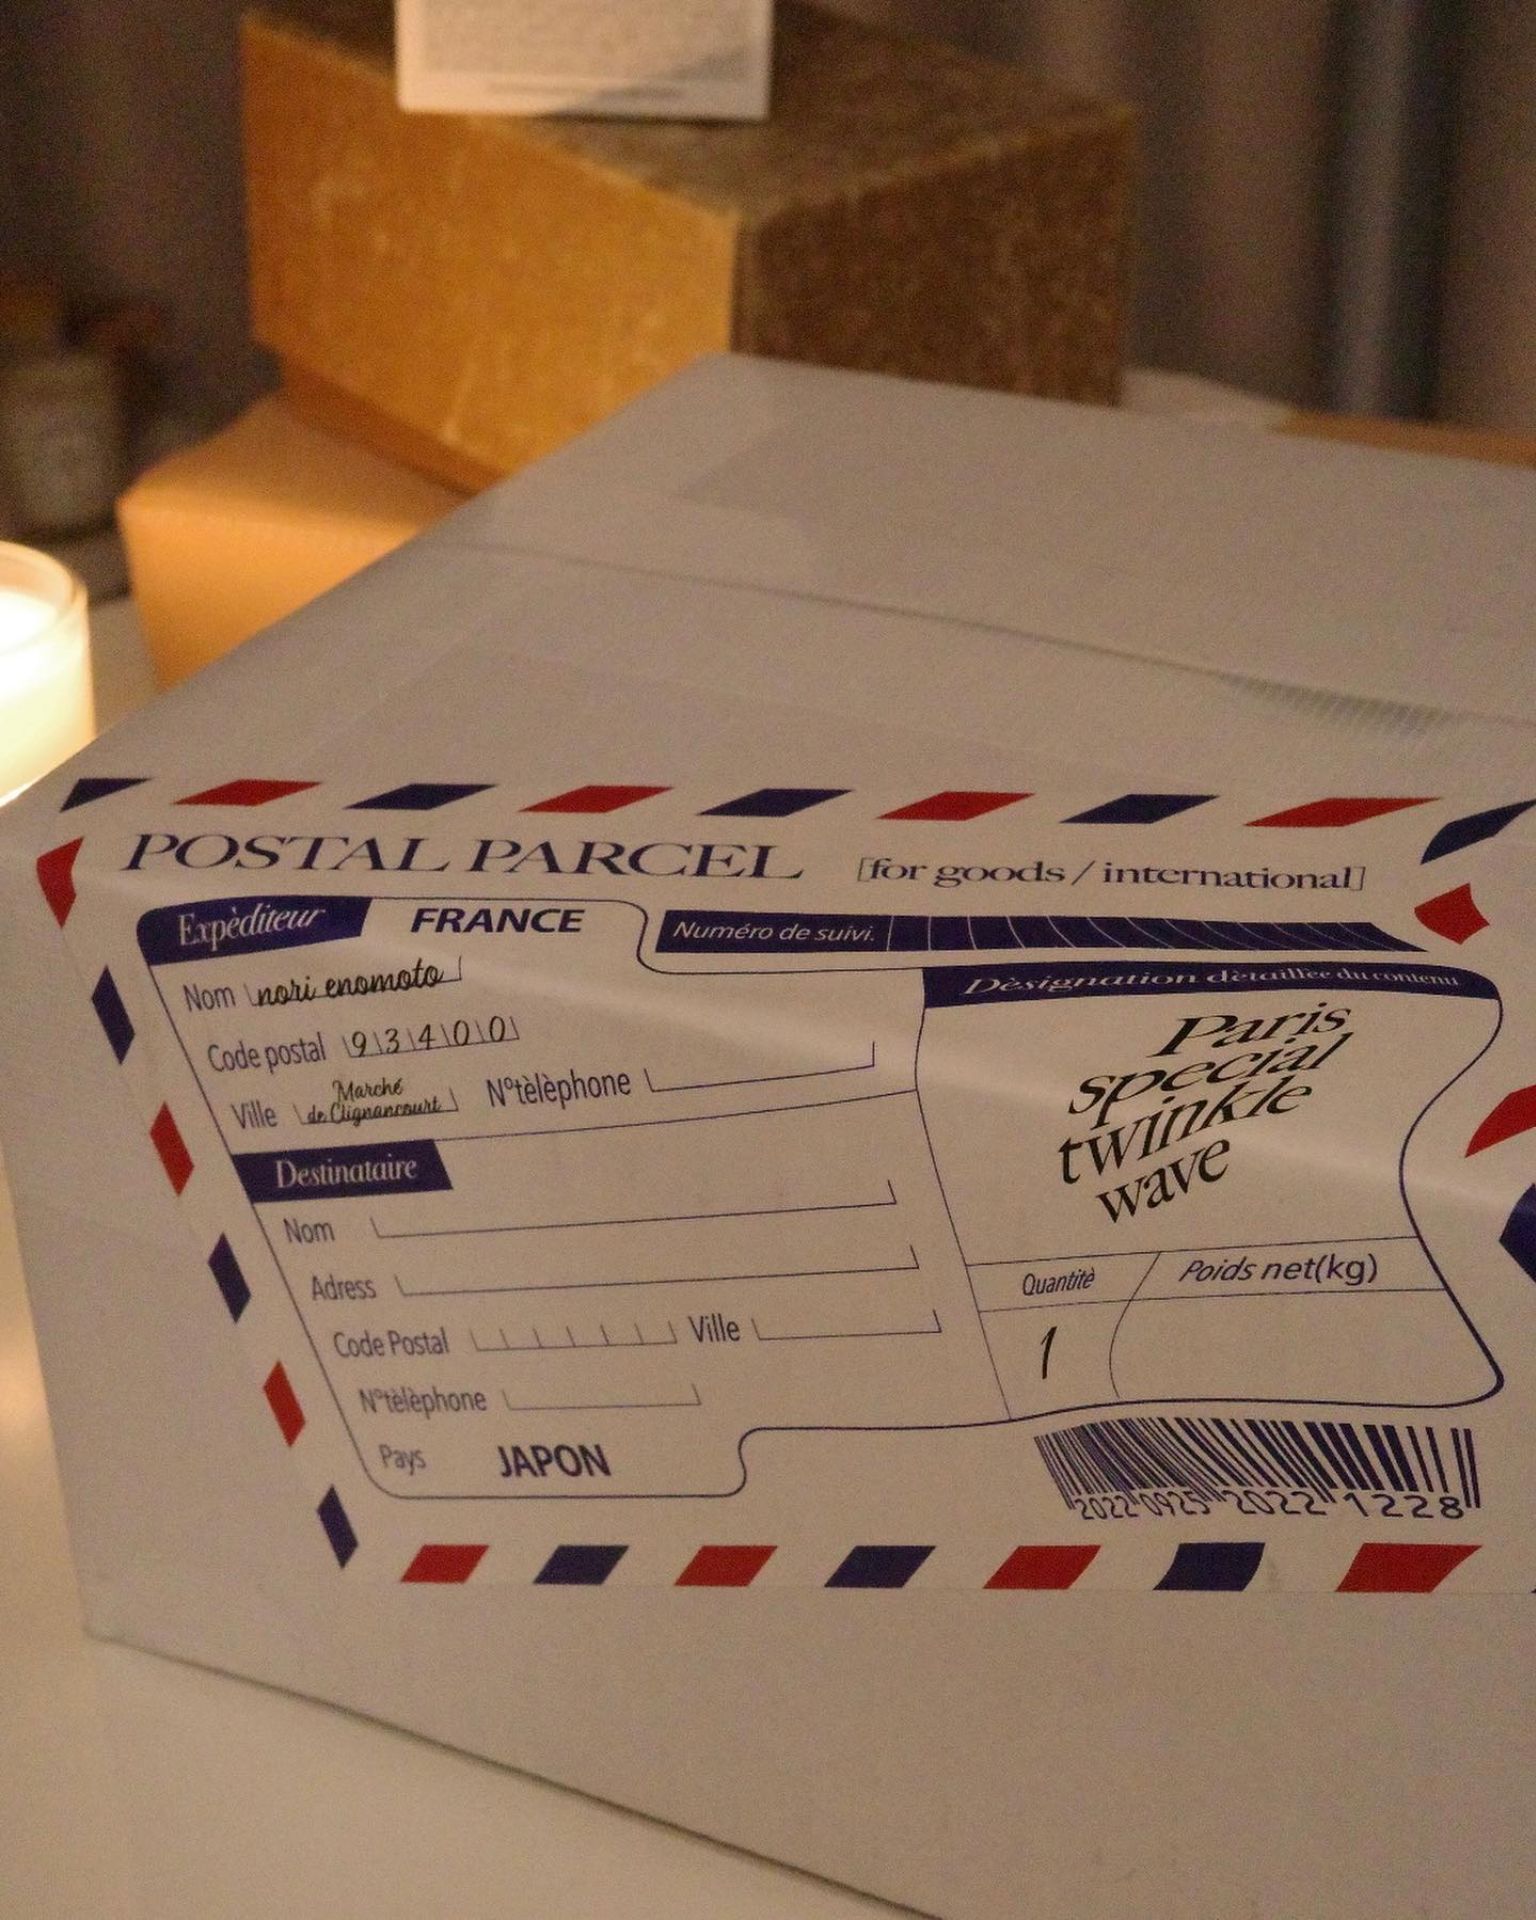 POSTAL PARCEL [for goods / international]
Expèditeur FRANCE
Numéro de suivi.
Nom nori enomoto
Code postal 93400
Ville Marché
de Clignancourt
N°tèlèphone
Dèsignation dètaillèe du contenu
Paris
special
twinkle
wave
Quantitè Poids net(kg)
1
Destinataire
Nom
Adress
Code Postal Ville
N°tèlèphone
Pays JAPON
2022 0925 2022 1228